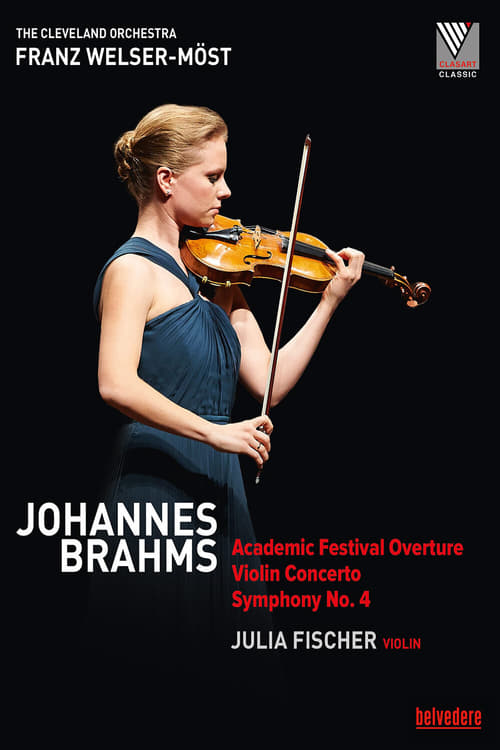 THE CLEVELAND ORCHESTRA
FRANZ WELSER-MÖST
CLASART
CLASSIC
JOHANNES
BRAHMS
Academic Festival Overture
Violin Concerto
Symphony No. 4
JULIA FISCHER VIOLIN
belvedere